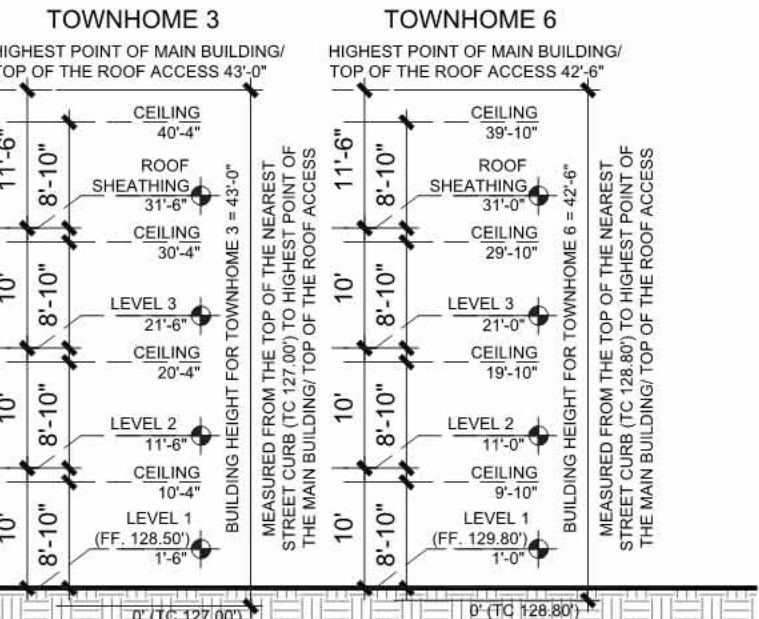 TOWNHOME 3
HIGHEST POINT OF MAIN BUILDING/
TOP OF THE ROOF ACCESS 43'-0"
11'-6"
8'-10"
CEILING
40'-4"
ROOF
SHEATHING
31'-6"
CEILING
30'-4"
10'
8'-10"
LEVEL 3
21'-6"
CEILING
20'-4"
10'
8'-10"
LEVEL 2
11'-6"
CEILING
10'-4"
10'
8'-10"
LEVEL 1
(FF. 128.50')
1'-6"
0' (TC 127.00')
BUILDING HEIGHT FOR TOWNHOME 3 = 43'-0"
MEASURED FROM THE TOP OF THE NEAREST
STREET CURB (TC 127.00') TO HIGHEST POINT OF
THE MAIN BUILDING/ TOP OF THE ROOF ACCESS
TOWNHOME 6
HIGHEST POINT OF MAIN BUILDING/
TOP OF THE ROOF ACCESS 42'-6"
11'-6"
8'-10"
CEILING
39'-10"
ROOF
SHEATHING
31'-0"
CEILING
29'-10"
10'
8'-10"
LEVEL 3
21'-0"
CEILING
19'-10"
10'
8'-10"
LEVEL 2
11'-0"
CEILING
9'-10"
10'
8'-10"
LEVEL 1
(FF. 129.80')
1'-0"
0' (TC 128.80')
BUILDING HEIGHT FOR TOWNHOME 6 = 42'-6"
MEASURED FROM THE TOP OF THE NEAREST
STREET CURB (TC 128.80') TO HIGHEST POINT OF
THE MAIN BUILDING/ TOP OF THE ROOF ACCESS